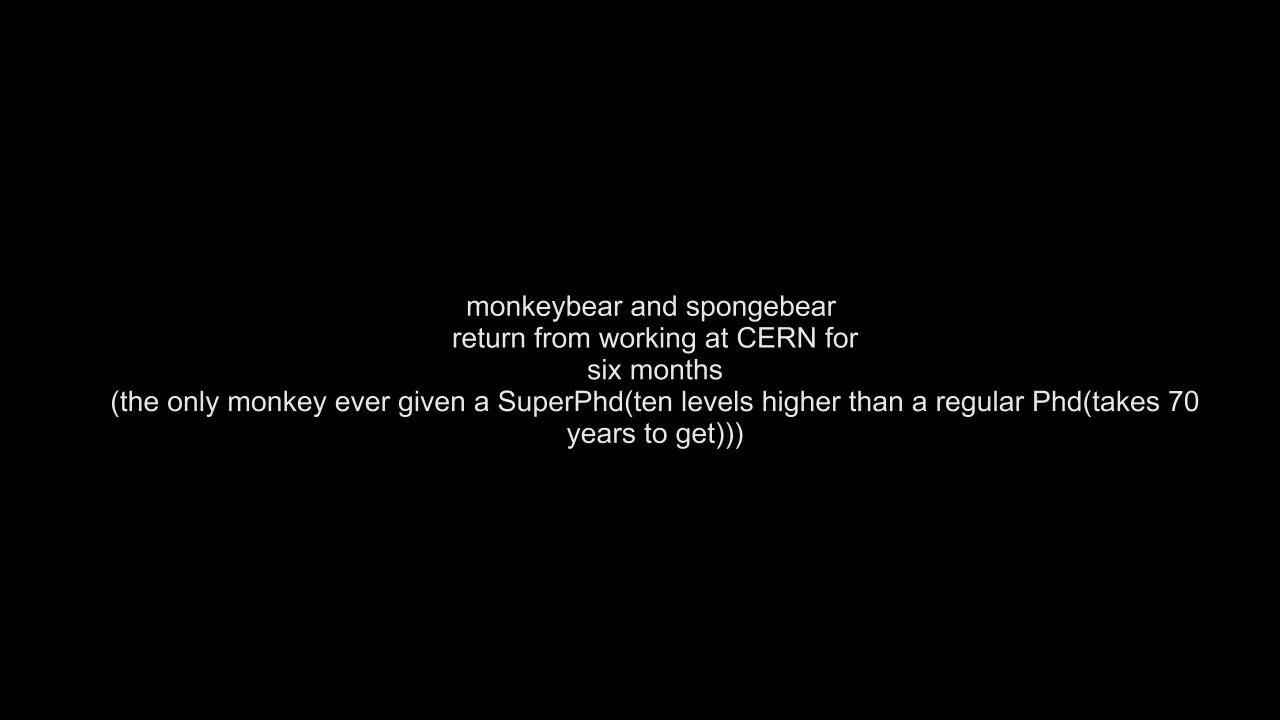 monkeybear and spongebear
return from working at CERN for
six months
(the only monkey ever given a SuperPhd(ten levels higher than a regular Phd(takes 70
years to get)))